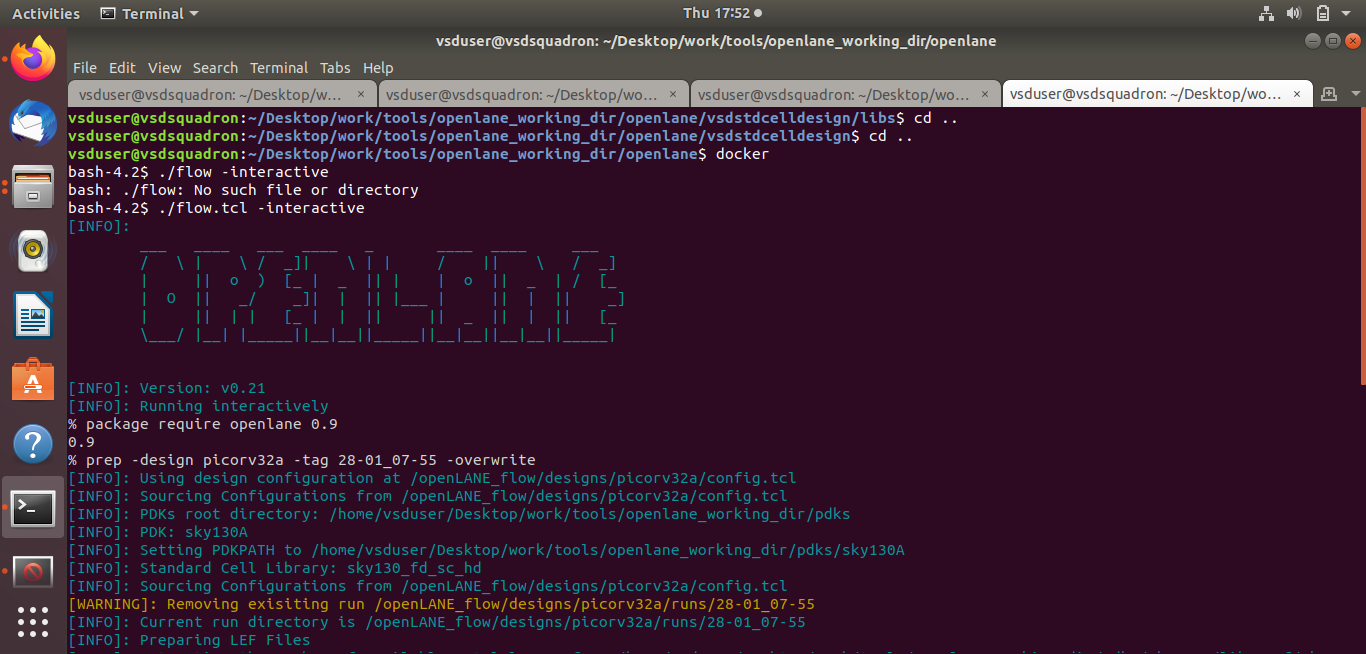 Activities Terminal Thu 17:52
vsduser@vsdsquadron: ~/Desktop/work/tools/openlane_working_dir/openlane
File Edit View Search Terminal Tabs Help
vsduser@vsdsquadron: ~/Desktop/w... × vsduser@vsdsquadron: ~/Desktop/wo... × vsduser@vsdsquadron: ~/Desktop/wo... × vsduser@vsdsquadron: ~/Desktop/wo... ×
vsduser@vsdsquadron:~/Desktop/work/tools/openlane_working_dir/openlane/vsdstdcelldesign/libs$ cd ..
vsduser@vsdsquadron:~/Desktop/work/tools/openlane_working_dir/openlane/vsdstdcelldesign$ cd ..
vsduser@vsdsquadron:~/Desktop/work/tools/openlane_working_dir/openlane$ docker
bash-4.2$ ./flow -interactive
bash: ./flow: No such file or directory
bash-4.2$ ./flow.tcl -interactive
[INFO]:
OPENLANE
[INFO]: Version: v0.21
[INFO]: Running interactively
% package require openlane 0.9
0.9
% prep -design picorv32a -tag 28-01_07-55 -overwrite
[INFO]: Using design configuration at /openLANE_flow/designs/picorv32a/config.tcl
[INFO]: Sourcing Configurations from /openLANE_flow/designs/picorv32a/config.tcl
[INFO]: PDKs root directory: /home/vsduser/Desktop/work/tools/openlane_working_dir/pdks
[INFO]: PDK: sky130A
[INFO]: Setting PDKPATH to /home/vsduser/Desktop/work/tools/openlane_working_dir/pdks/sky130A
[INFO]: Standard Cell Library: sky130_fd_sc_hd
[INFO]: Sourcing Configurations from /openLANE_flow/designs/picorv32a/config.tcl
[WARNING]: Removing exisiting run /openLANE_flow/designs/picorv32a/runs/28-01_07-55
[INFO]: Current run directory is /openLANE_flow/designs/picorv32a/runs/28-01_07-55
[INFO]: Preparing LEF Files